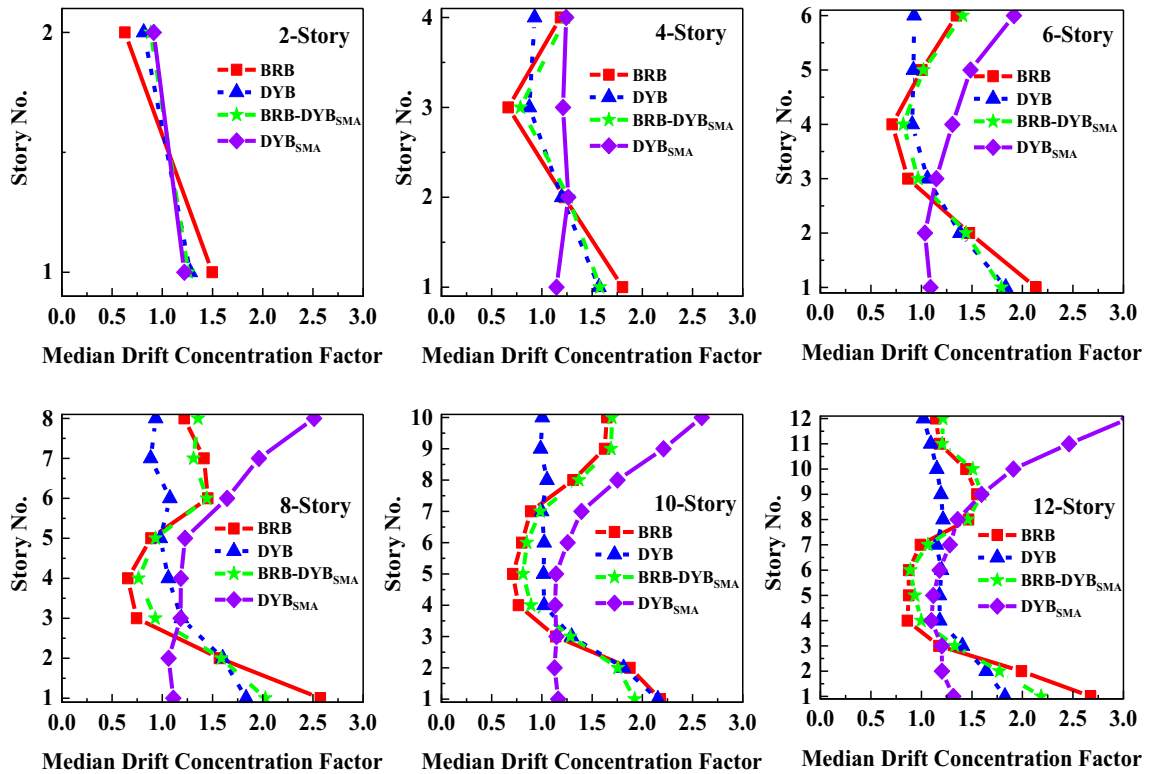 2-Story
BRB
DYB
BRB-DYBSMA
DYBSMA
Story No.
2
1
0.0 0.5 1.0 1.5 2.0 2.5 3.0
Median Drift Concentration Factor
4-Story
BRB
DYB
BRB-DYBSMA
DYBSMA
Story No.
4
3
2
1
0.0 0.5 1.0 1.5 2.0 2.5 3.0
Median Drift Concentration Factor
6-Story
BRB
DYB
BRB-DYBSMA
DYBSMA
Story No.
6
5
4
3
2
1
0.0 0.5 1.0 1.5 2.0 2.5 3.0
Median Drift Concentration Factor
8-Story
BRB
DYB
BRB-DYBSMA
DYBSMA
Story No.
8
7
6
5
4
3
2
1
0.0 0.5 1.0 1.5 2.0 2.5 3.0
Median Drift Concentration Factor
10-Story
BRB
DYB
BRB-DYBSMA
DYBSMA
Story No.
10
9
8
7
6
5
4
3
2
1
0.0 0.5 1.0 1.5 2.0 2.5 3.0
Median Drift Concentration Factor
12-Story
BRB
DYB
BRB-DYBSMA
DYBSMA
Story No.
12
11
10
9
8
7
6
5
4
3
2
1
0.0 0.5 1.0 1.5 2.0 2.5 3.0
Median Drift Concentration Factor